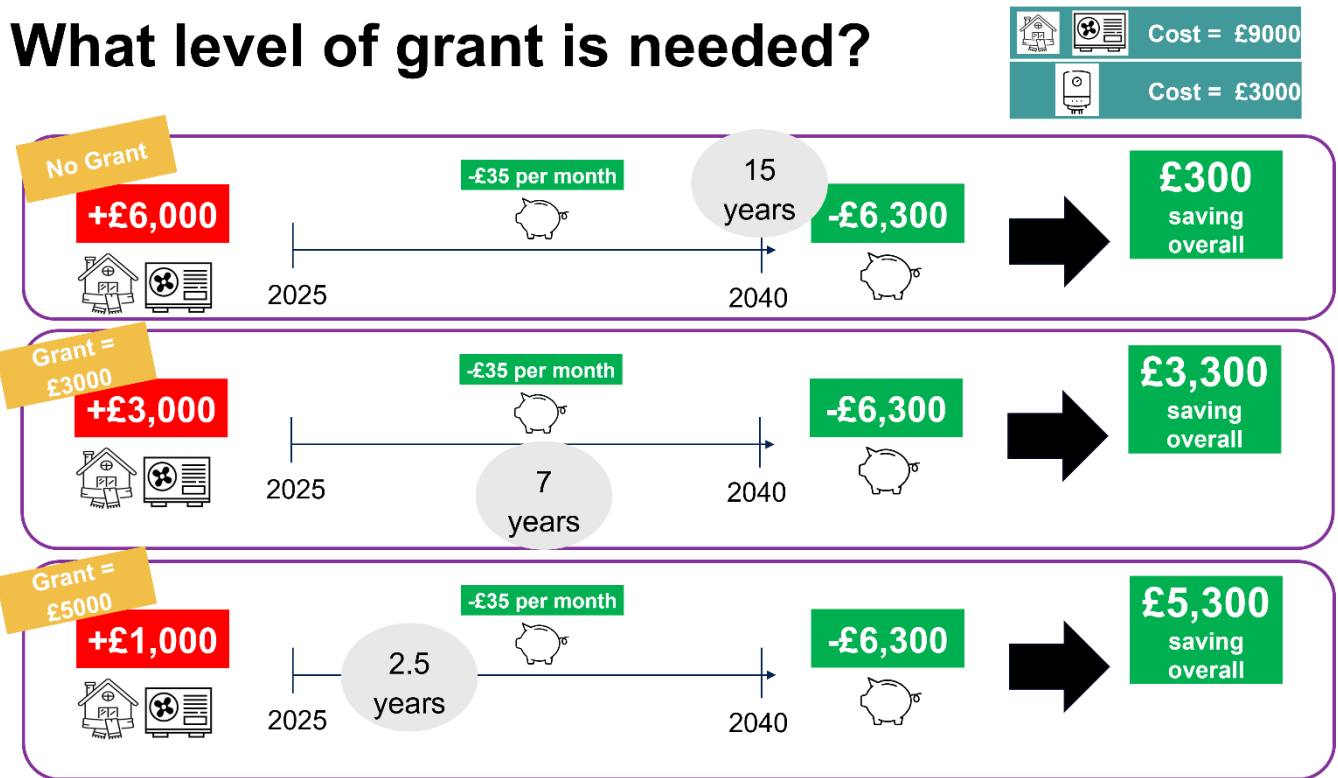 What level of grant is needed?
Cost = £9000
Cost = £3000
No Grant
+£6,000
-£35 per month
15
years
2025
2040
-£6,300
£300
saving
overall
Grant =
£3000
+£3,000
-£35 per month
7
years
2025
2040
-£6,300
£3,300
saving
overall
Grant =
£5000
+£1,000
-£35 per month
2.5
years
2025
2040
-£6,300
£5,300
saving
overall